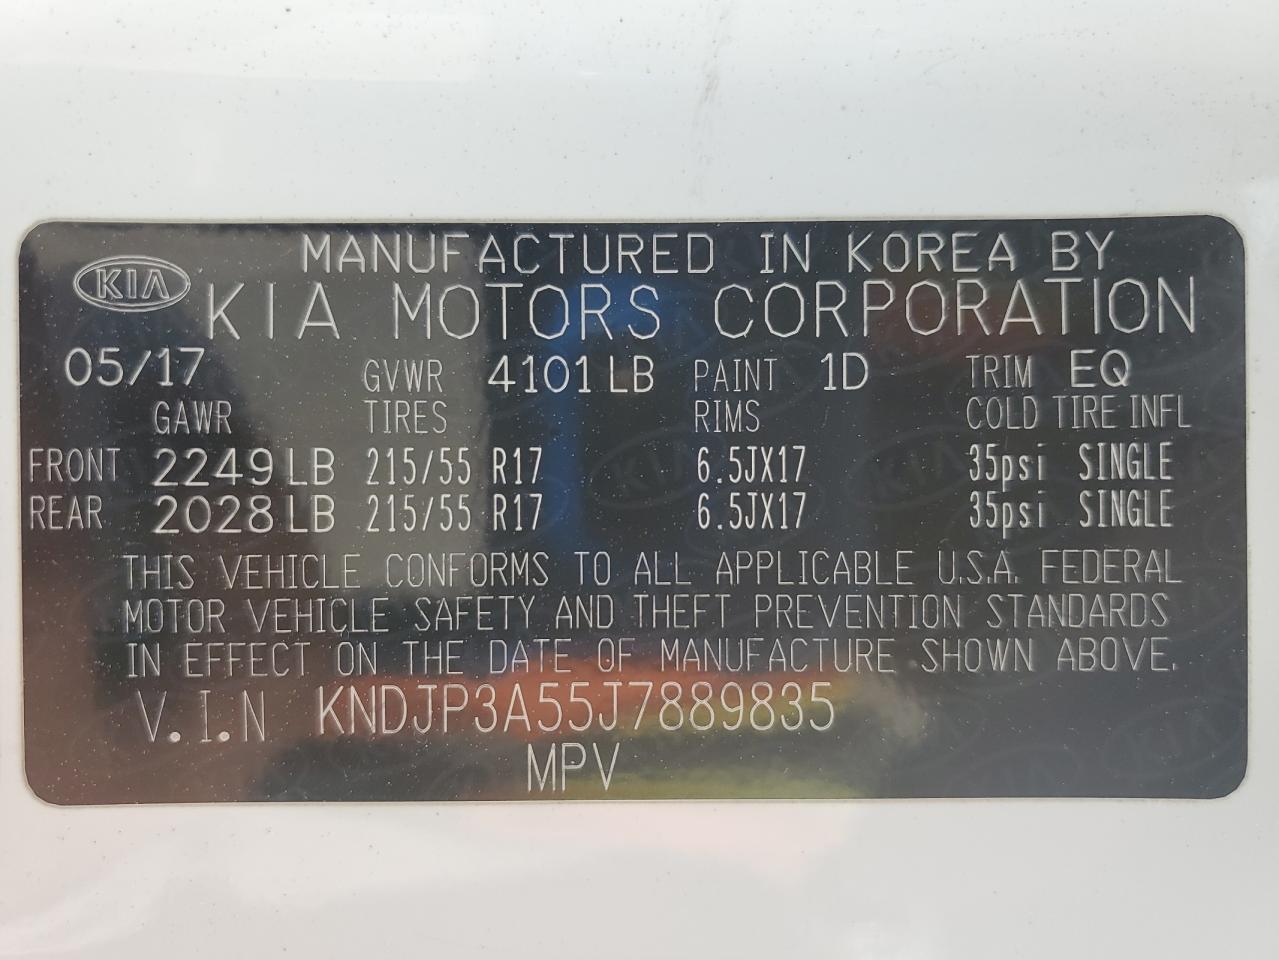 MANUFACTURED IN KOREA BY
KIA
KIA MOTORS CORPORATION
05/17 GVWR 4101 LB PAINT 1D TRIM EQ
GAWR TIRES RIMS COLD TIRE INFL
FRONT 2249 LB 215/55 R17 6.5JX17 35psi SINGLE
REAR 2028 LB 215/55 R17 6.5JX17 35psi SINGLE
THIS VEHICLE CONFORMS TO ALL APPLICABLE U.S.A. FEDERAL
MOTOR VEHICLE SAFETY AND THEFT PREVENTION STANDARDS
IN EFFECT ON THE DATE OF MANUFACTURE SHOWN ABOVE.
V.I.N KNDJP3A55J7889835
MPV